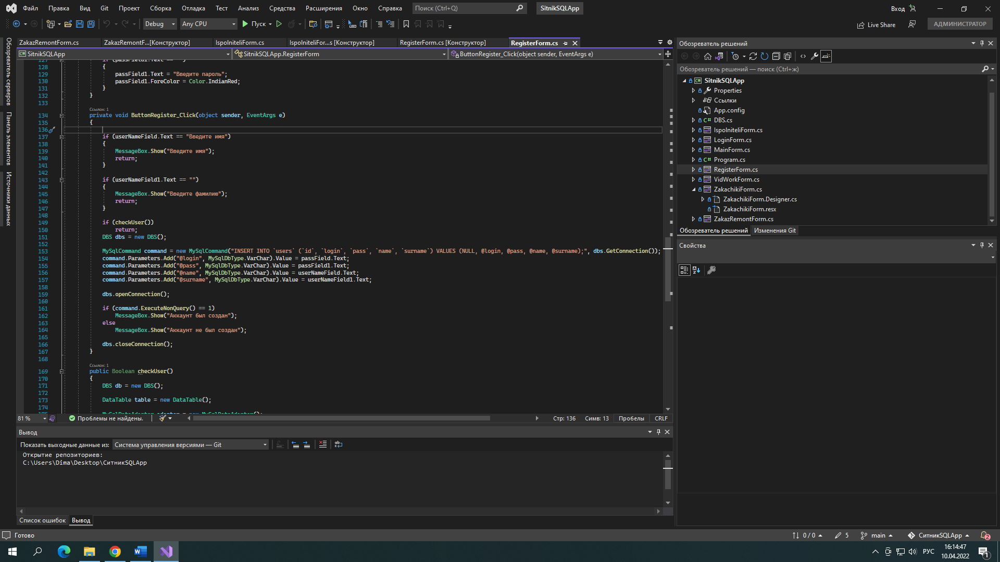 Файл Правка Вид Git Проект Сборка Отладка Тест Анализ Средства Расширения Окно Справка Поиск (Ctrl+Q) SitnikSQLApp Вход
Debug Any CPU Пуск Live Share АДМИНИСТРАТОР
Обозреватель серверов
Панель элементов
Источники данных
ZakazRemontForm.cs ZakazRemontF...[Конструктор] IspolniteliForm.cs IspolniteliFor...s [Конструктор] RegisterForm.cs [Конструктор] RegisterForm.cs
SitnikSQLApp SitnikSQLApp.RegisterForm ButtonRegister_Click(object sender, EventArgs e)
127 if (passField1.Text == "")
128 {
129 passField1.Text = "Введите пароль";
130 passField1.ForeColor = Color.IndianRed;
131 }
132 }
133
Ссылок: 1
134 private void ButtonRegister_Click(object sender, EventArgs e)
135 {
136
137 if (userNameField.Text == "Введите имя")
138 {
139 MessageBox.Show("Введите имя");
140 return;
141 }
142
143 if (userNameField1.Text == "")
144 {
145 MessageBox.Show("Введите фамилию");
146 return;
147 }
148
149 if (checkUser())
150 return;
151 DBS dbs = new DBS();
152
153 MySqlCommand command = new MySqlCommand("INSERT INTO `users` (`id`, `login`, `pass`, `name`, `surname`) VALUES (NULL, @login, @pass, @name, @surname);", dbs.GetConnection());
154 command.Parameters.Add("@login", MySqlDbType.VarChar).Value = passField.Text;
155 command.Parameters.Add("@pass", MySqlDbType.VarChar).Value = passField1.Text;
156 command.Parameters.Add("@name", MySqlDbType.VarChar).Value = userNameField.Text;
157 command.Parameters.Add("@surname", MySqlDbType.VarChar).Value = userNameField1.Text;
158
159 dbs.openConnection();
160
161 if (command.ExecuteNonQuery() == 1)
162 MessageBox.Show("Аккаунт был создан");
163 else
164 MessageBox.Show("Аккаунт не был создан");
165
166 dbs.closeConnection();
167 }
168
Ссылок: 1
169 public Boolean checkUser()
170 {
171 DBS db = new DBS();
172
173 DataTable table = new DataTable();
174
175 MySqlDataAdapter adapter = new MySqlDataAdapter();
81 % Проблемы не найдены. Стр: 136 Симв: 13 Пробелы CRLF
Вывод
Показать выходные данные из: Система управления версиями — Git
Открытие репозиториев:
C:\Users\Dima\Desktop\СитникSQLApp
Список ошибок Вывод
Обозреватель решений
Обозреватель решений — поиск (Ctrl+ж)
SitnikSQLApp
Properties
Ссылки
App.config
DBS.cs
IspolniteliForm.cs
LoginForm.cs
MainForm.cs
Program.cs
RegisterForm.cs
VidWorkForm.cs
ZakachikiForm.cs
ZakachikiForm.Designer.cs
ZakachikiForm.resx
ZakazRemontForm.cs
Обозреватель решений Изменения Git
Свойства
Готово 0 / 0 5 main СитникSQLApp 2
РУС 16:14:47
10.04.2022 1